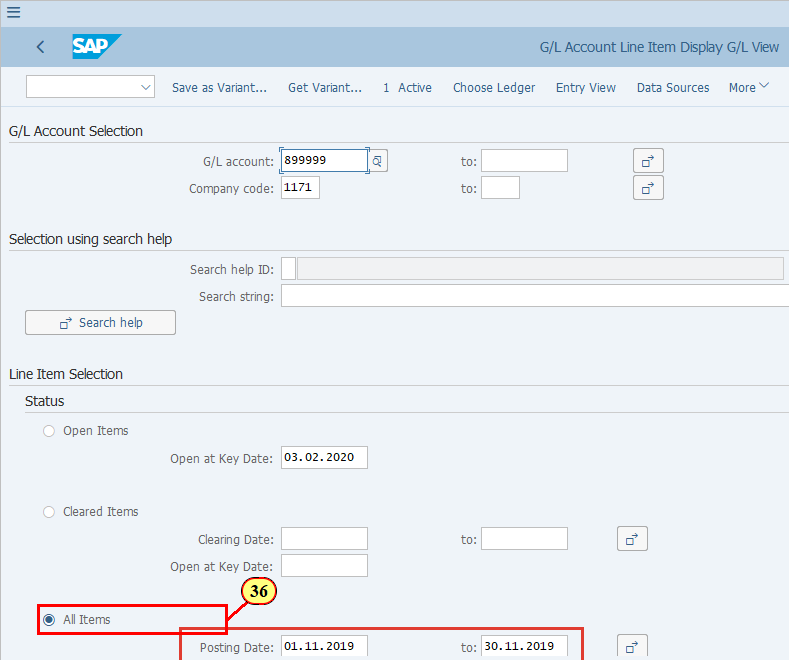 SAP G/L Account Line Item Display G/L View
Save as Variant... Get Variant... 1 Active Choose Ledger Entry View Data Sources More
G/L Account Selection
G/L account: 899999 to:
Company code: 1171 to:
Selection using search help
Search help ID:
Search string:
Search help
Line Item Selection
Status
Open Items
Open at Key Date: 03.02.2020
Cleared Items
Clearing Date: to:
Open at Key Date:
36
All Items
Posting Date: 01.11.2019 to: 30.11.2019